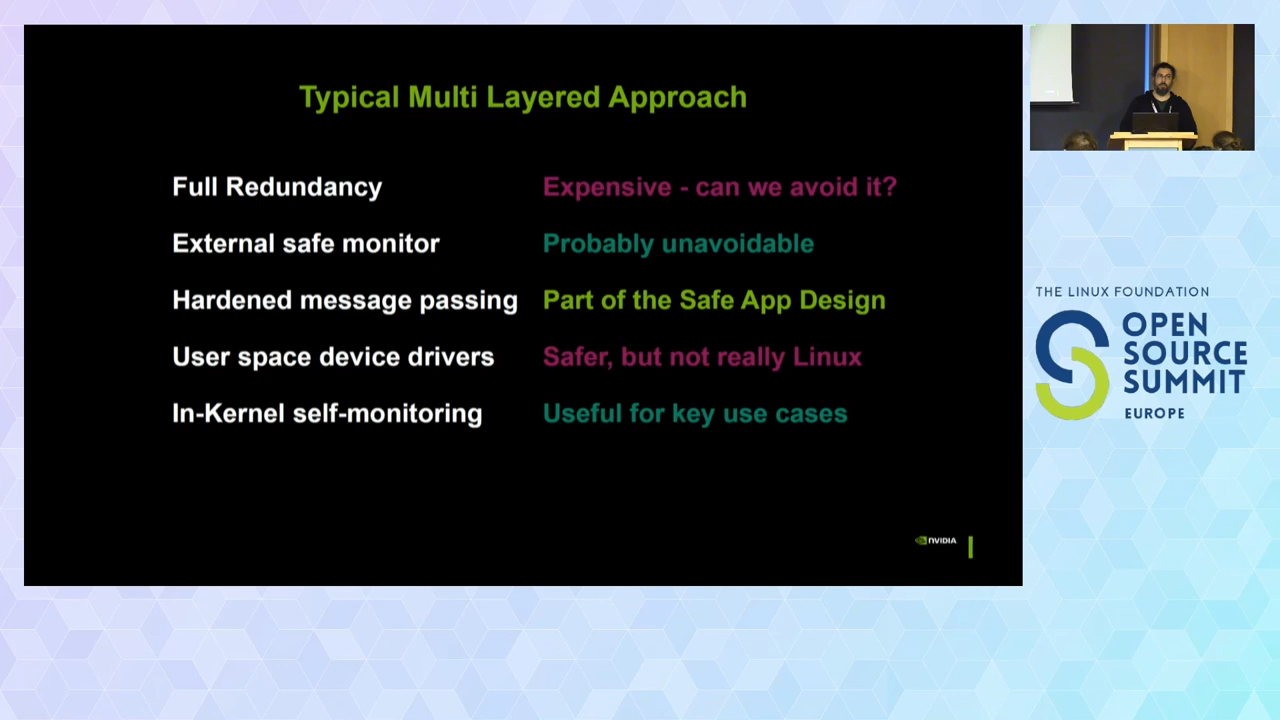 Typical Multi Layered Approach
Full Redundancy Expensive - can we avoid it?
External safe monitor Probably unavoidable
Hardened message passing Part of the Safe App Design
User space device drivers Safer, but not really Linux
In-Kernel self-monitoring Useful for key use cases
NVIDIA
THE LINUX FOUNDATION
OPEN
SOURCE
SUMMIT
EUROPE